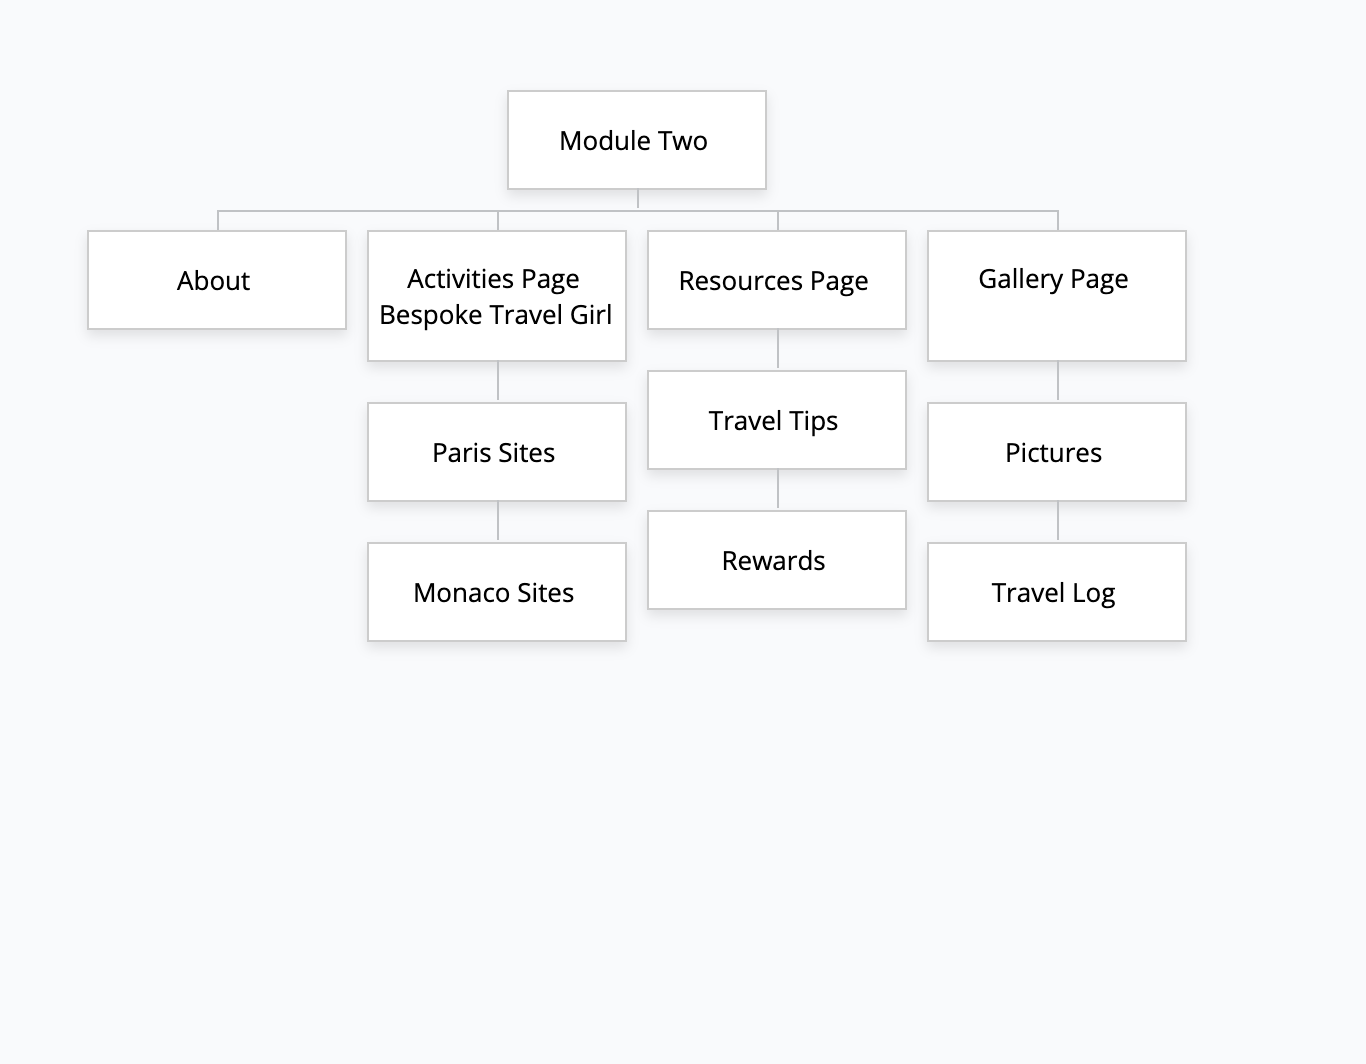 Module Two
About
Activities Page
Bespoke Travel Girl
Resources Page
Gallery Page
Travel Tips
Paris Sites
Pictures
Rewards
Monaco Sites
Travel Log